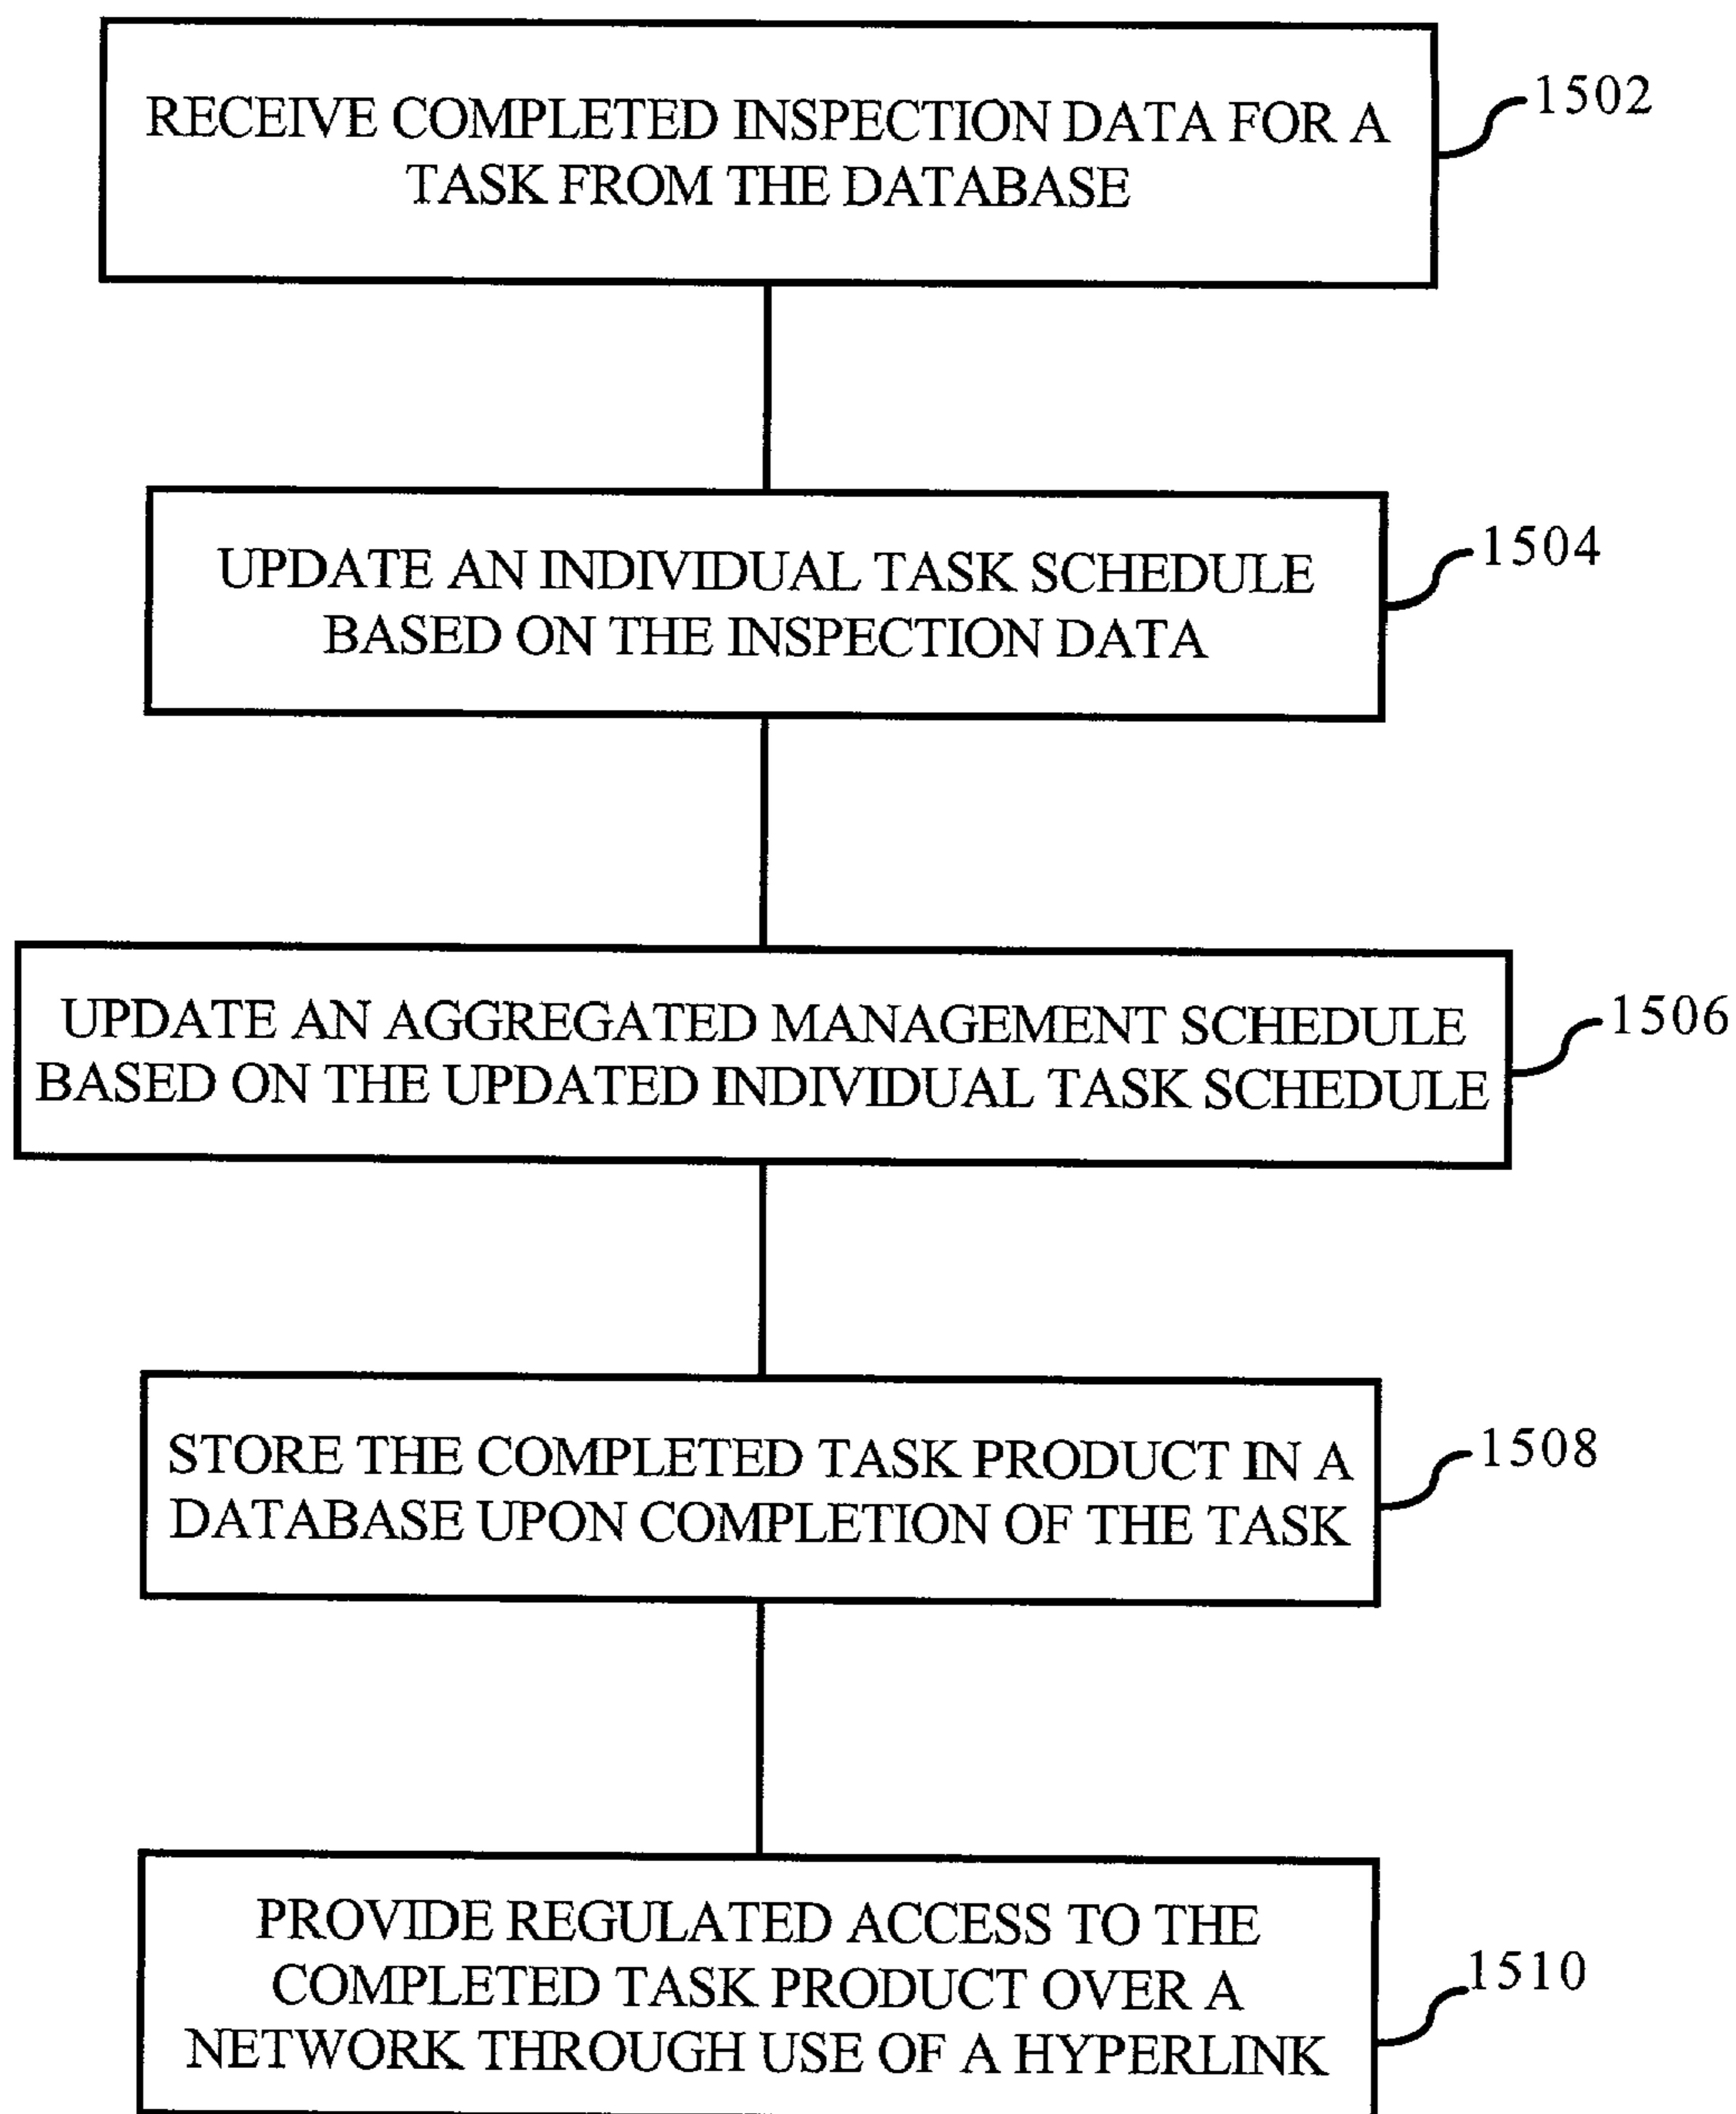 RECEIVE COMPLETED INSPECTION DATA FOR A
TASK FROM THE DATABASE
1502
UPDATE AN INDIVIDUAL TASK SCHEDULE
BASED ON THE INSPECTION DATA
1504
UPDATE AN AGGREGATED MANAGEMENT SCHEDULE
BASED ON THE UPDATED INDIVIDUAL TASK SCHEDULE
1506
STORE THE COMPLETED TASK PRODUCT IN A
DATABASE UPON COMPLETION OF THE TASK
1508
PROVIDE REGULATED ACCESS TO THE
COMPLETED TASK PRODUCT OVER A
NETWORK THROUGH USE OF A HYPERLINK
1510